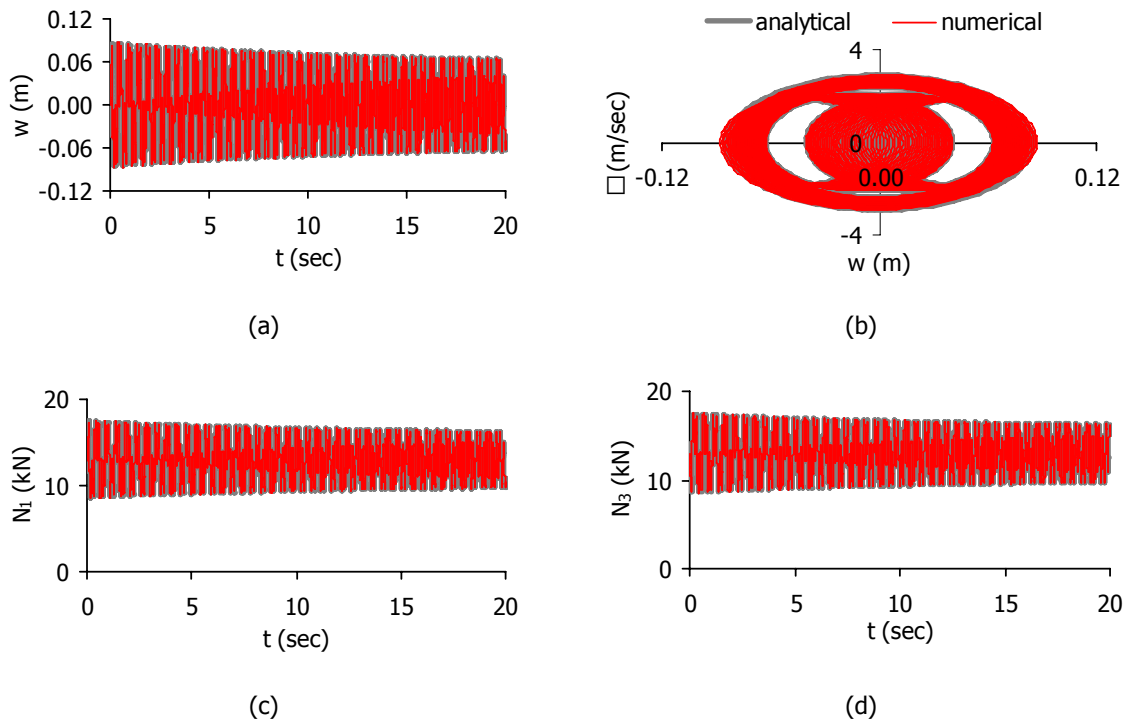 0.12
0.06
0.00
-0.06
-0.12
w (m)
0 5 10 15 20
t (sec)
(a)
analytical numerical
4
0
-4
□ (m/sec)
-0.12 0.00 0.12
w (m)
(b)
20
10
0
N₁ (kN)
0 5 10 15 20
t (sec)
(c)
20
10
0
N₃ (kN)
0 5 10 15 20
t (sec)
(d)